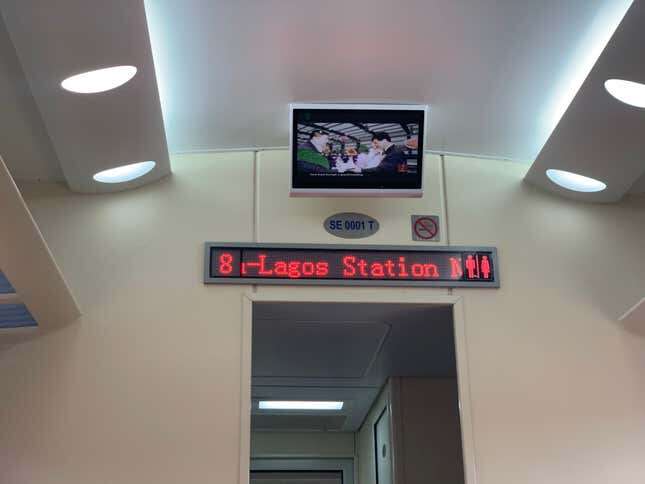 SE 0001 T
8 -Lagos Station